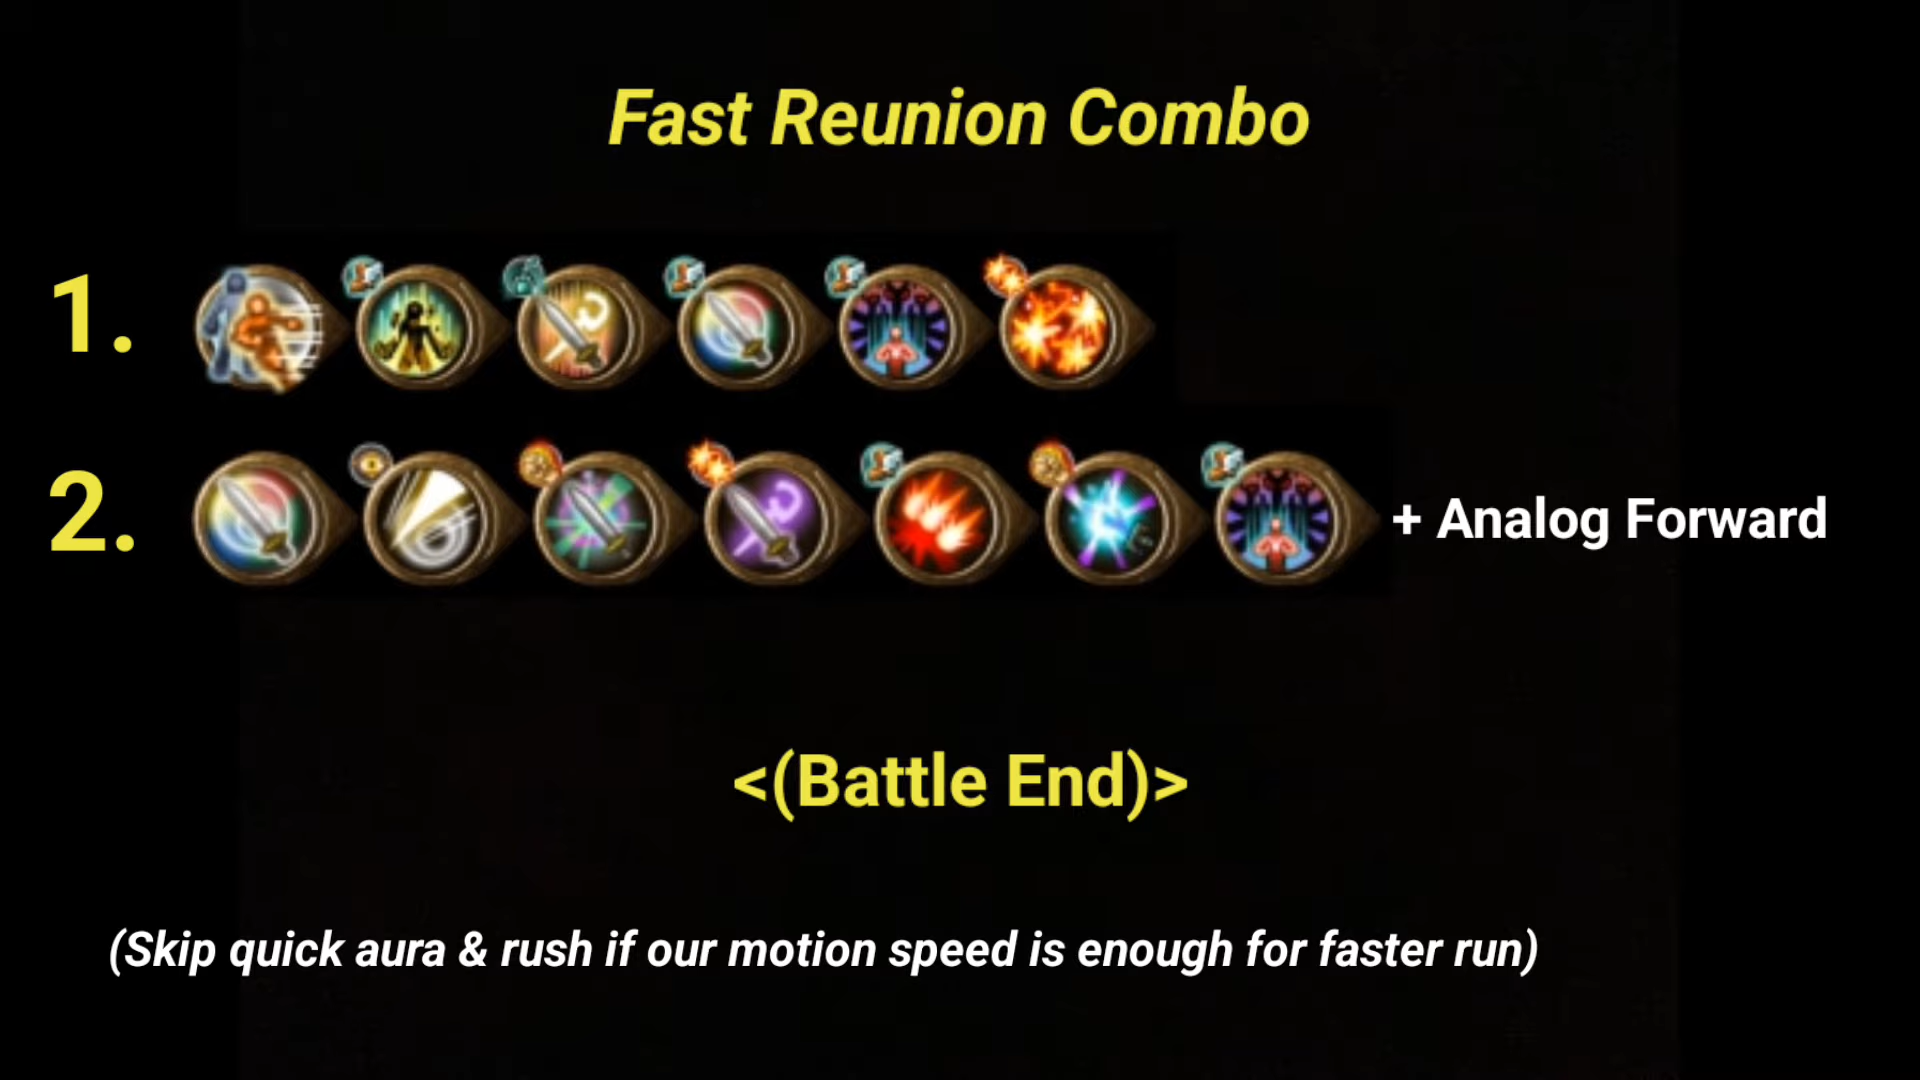 Fast Reunion Combo
1.
2.
+ Analog Forward
<(Battle End)>
(Skip quick aura & rush if our motion speed is enough for faster run)